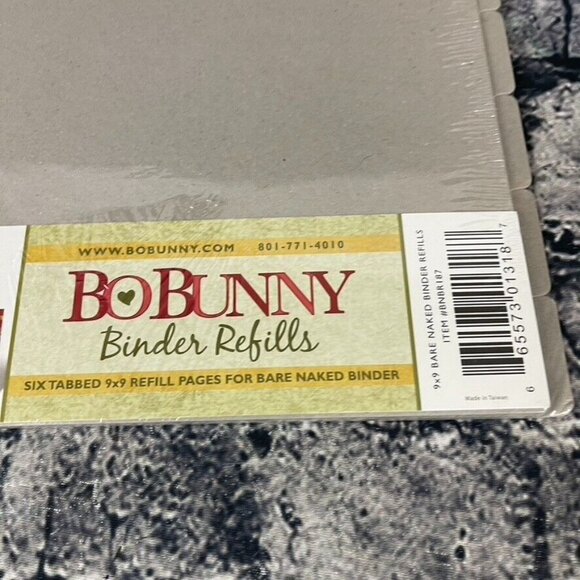 WWW.BOBUNNY.COM 801-771-4010
BOBUNNY
Binder Refills
SIX TABBED 9x9 REFILL PAGES FOR BARE NAKED BINDER
9x9 BARE NAKED BINDER REFILLS
ITEM #BNBR187
6 65573 01318 7
Made in Taiwan